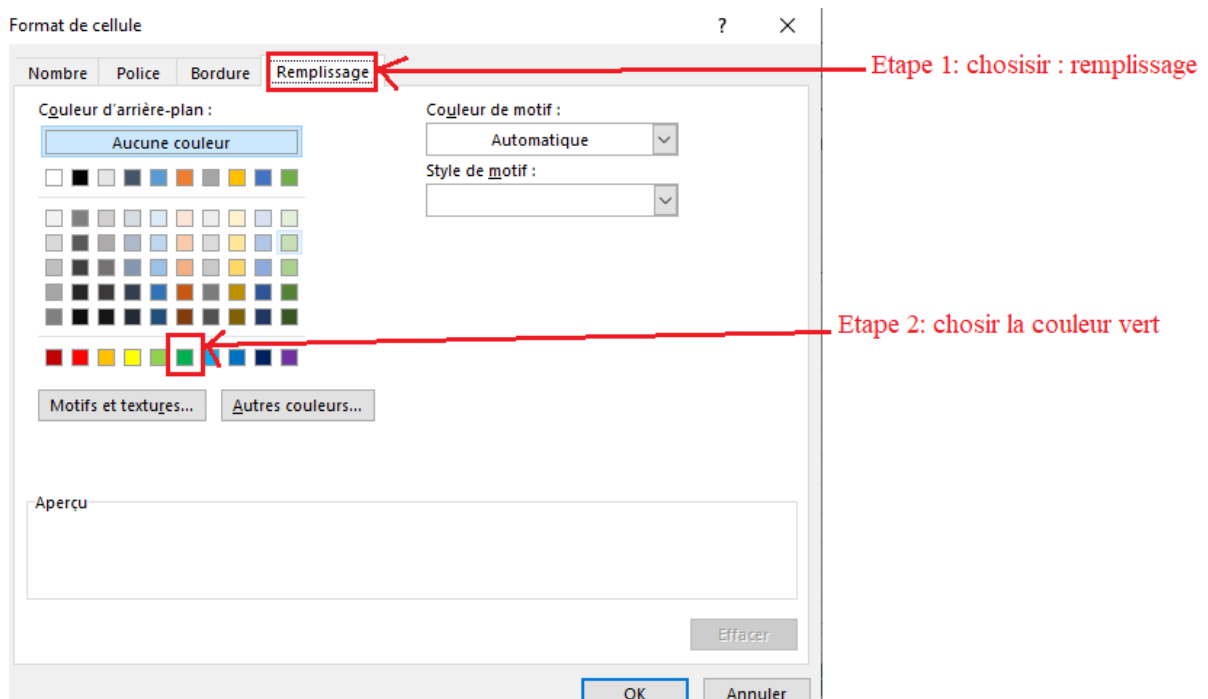 Format de cellule ? ×
Nombre Police Bordure Remplissage
Etape 1: chosisir : remplissage
Couleur d'arrière-plan :
Aucune couleur
Couleur de motif :
Automatique
Style de motif :
Etape 2: chosir la couleur vert
Motifs et textures... Autres couleurs...
Aperçu
Effacer
OK Annuler